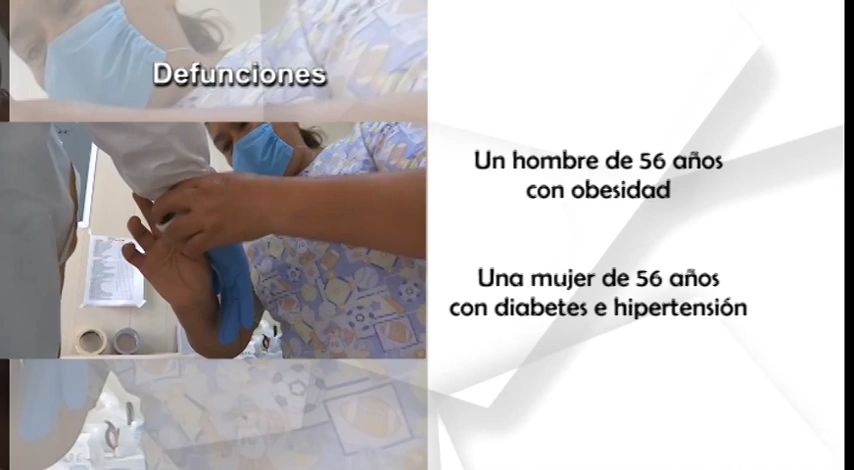 Defunciones
Un hombre de 56 años
con obesidad
Una mujer de 56 años
con diabetes e hipertensión